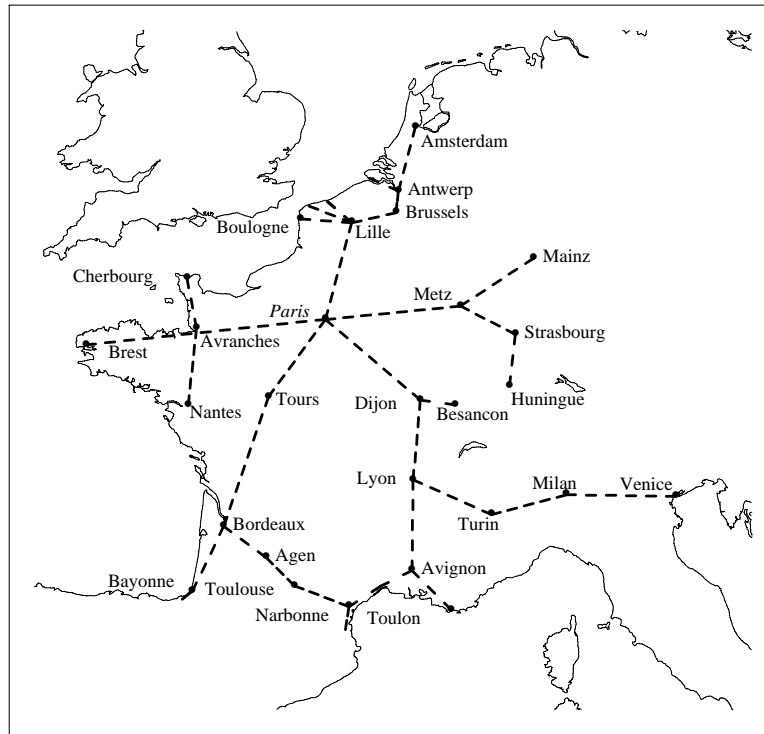 Amsterdam
Antwerp
Brussels
Boulogne
Lille
Mainz
Cherbourg
Metz
Paris
Strasbourg
Avranches
Brest
Huningue
Tours
Dijon
Besancon
Nantes
Lyon
Milan
Venice
Turin
Bordeaux
Agen
Avignon
Bayonne
Toulouse
Narbonne
Toulon